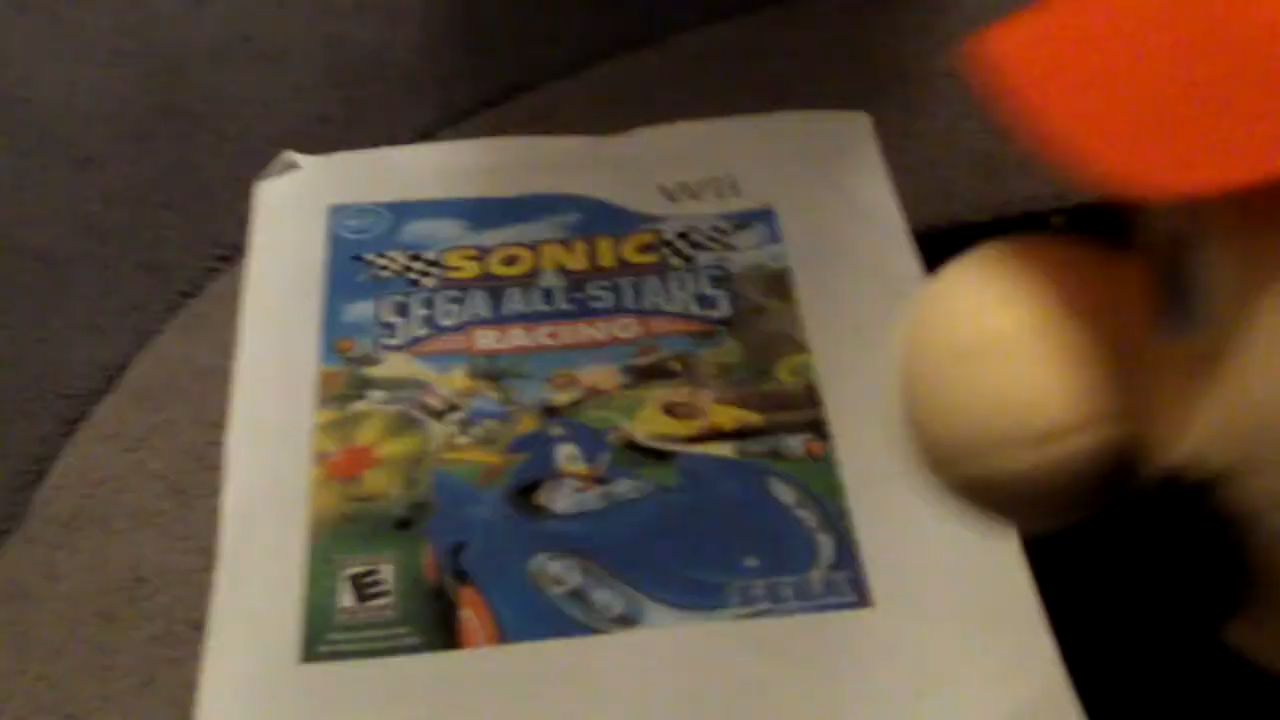 Wii
SONIC
&
SEGA ALL-STARS
RACING
E
SEGA